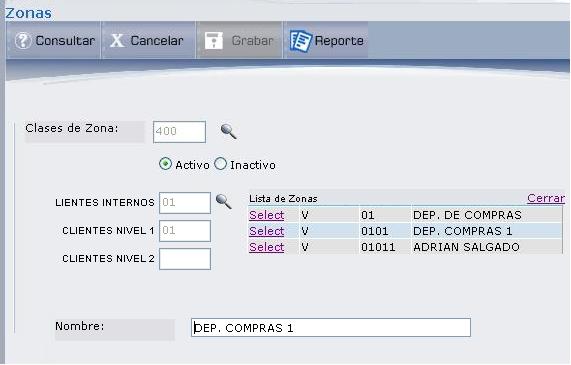 Zonas
Consultar X Cancelar Grabar Reporte
Clases de Zona: 400
Activo Inactivo
LIENTES INTERNOS 01
CLIENTES NIVEL 1 01
CLIENTES NIVEL 2
Lista de Zonas Cerrar
Select V 01 DEP. DE COMPRAS
Select V 0101 DEP. COMPRAS 1
Select V 01011 ADRIAN SALGADO
Nombre: DEP. COMPRAS 1